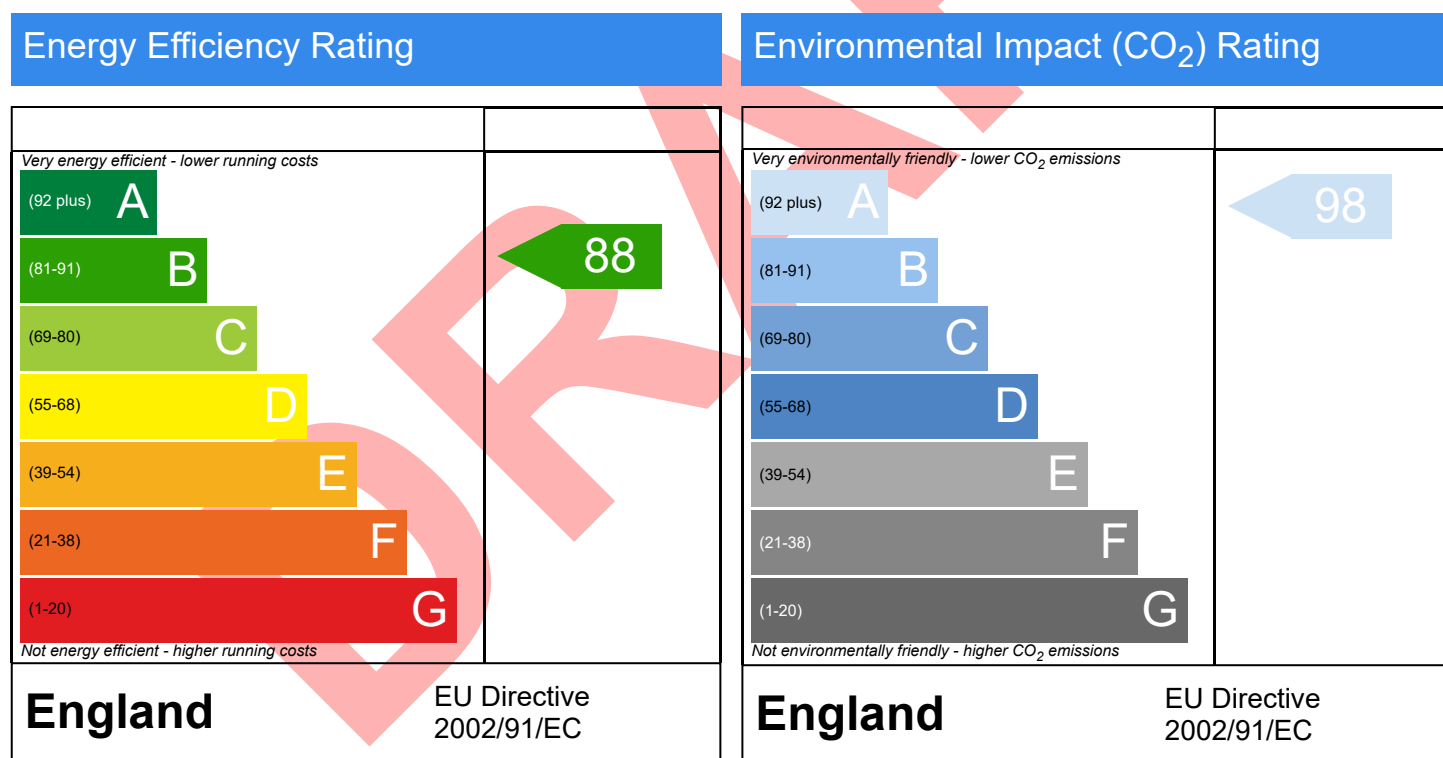 Energy Efficiency Rating
Very energy efficient - lower running costs
(92 plus) A
(81-91) B
88
(69-80) C
(55-68) D
(39-54) E
(21-38) F
(1-20) G
Not energy efficient - higher running costs
England
EU Directive
2002/91/EC
Environmental Impact (CO2) Rating
Very environmentally friendly - lower CO2 emissions
(92 plus) A
98
(81-91) B
(69-80) C
(55-68) D
(39-54) E
(21-38) F
(1-20) G
Not environmentally friendly - higher CO2 emissions
England
EU Directive
2002/91/EC